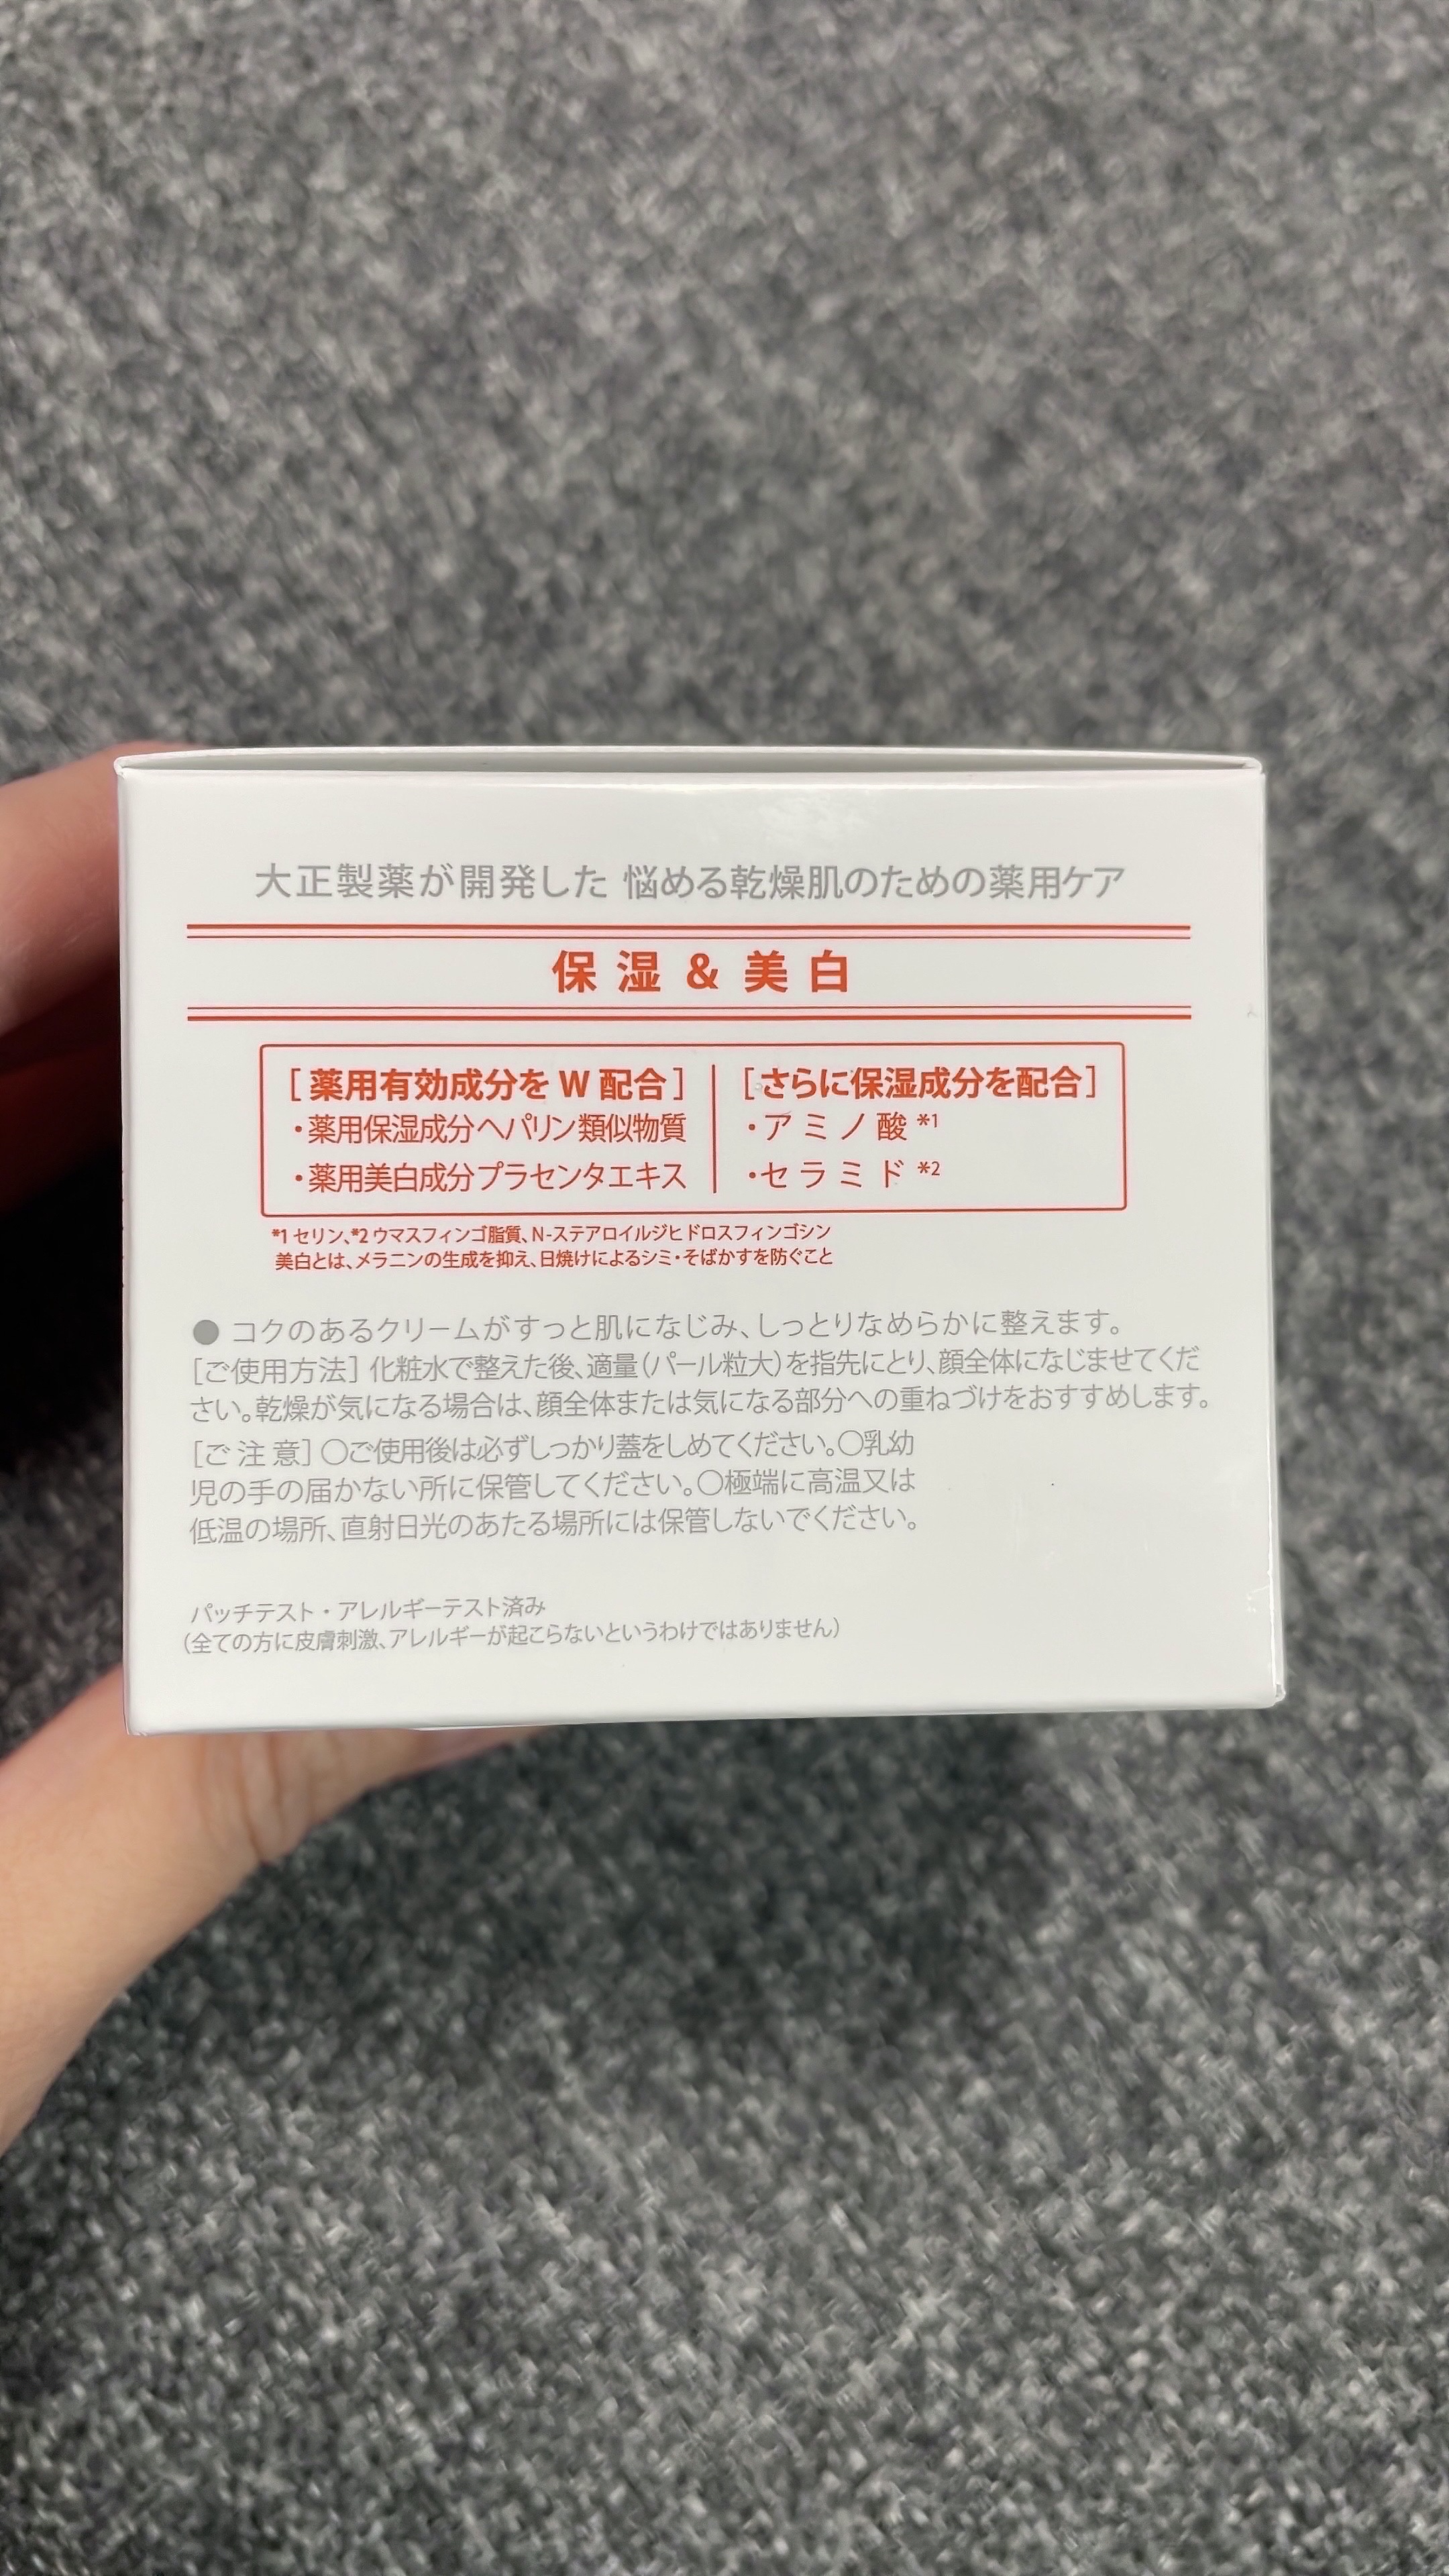 大正製薬が開発した 悩める乾燥肌のための薬用ケア
保湿&美白
[薬用有効成分をW配合]
・薬用保湿成分ヘパリン類似物質
・薬用美白成分プラセンタエキス
[さらに保湿成分を配合]
・アミノ酸*1
・セラミド*2
*1 セリン、*2 ウマスフィンゴ脂質、N-ステアロイルジヒドロスフィンゴシン
美白とは、メラニンの生成を抑え、日焼けによるシミ・そばかすを防ぐこと
● コクのあるクリームがすっと肌になじみ、しっとりなめらかに整えます。
[ご使用方法] 化粧水で整えた後、適量(パール粒大)を指先にとり、顔全体になじませてくだ
さい。乾燥が気になる場合は、顔全体または気になる部分への重ねづけをおすすめします。
[ご注意] ○ご使用後は必ずしっかり蓋をしめてください。○乳幼
児の手の届かない所に保管してください。○極端に高温又は
低温の場所、直射日光のあたる場所には保管しないでください。
パッチテスト・アレルギーテスト済み
(全ての方に皮膚刺激、アレルギーが起こらないというわけではありません)